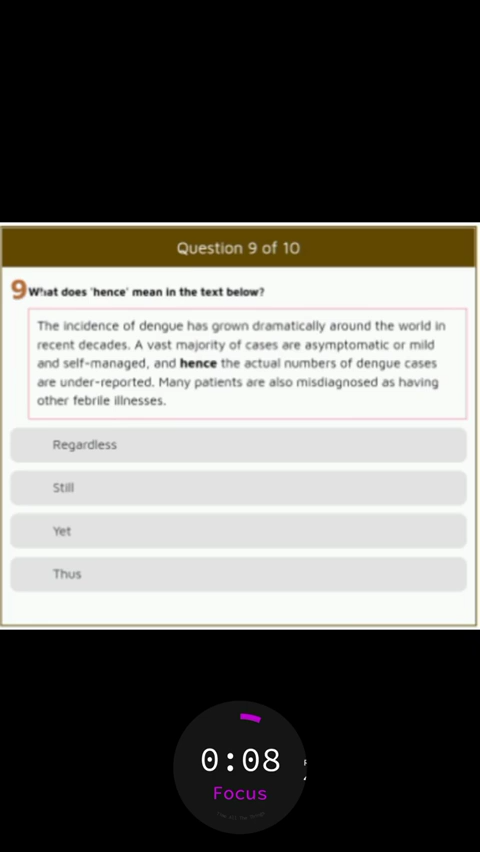 Question 9 of 10
9 What does 'hence' mean in the text below?
The incidence of dengue has grown dramatically around the world in
recent decades. A vast majority of cases are asymptomatic or mild
and self-managed, and hence the actual numbers of dengue cases
are under-reported. Many patients are also misdiagnosed as having
other febrile illnesses.
Regardless
Still
Yet
Thus
0:08
Focus